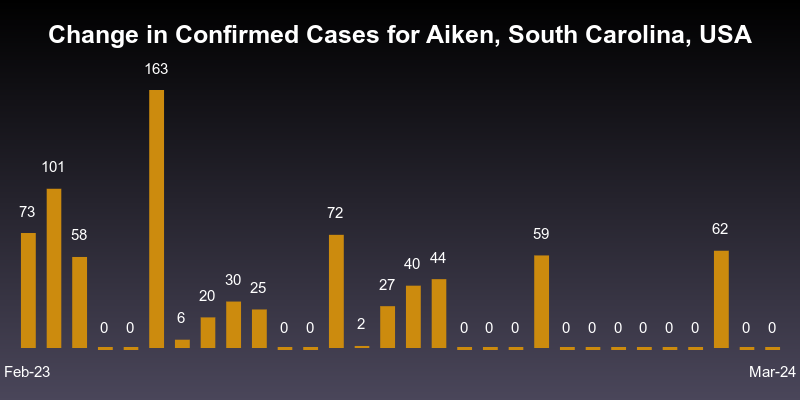 Change in Confirmed Cases for Aiken, South Carolina, USA
73 101 58 0 0 163 6 20 30 25 0 0 72 2 27 40 44 0 0 0 59 0 0 0 0 0 0 62 0 0
Feb-23 Mar-24